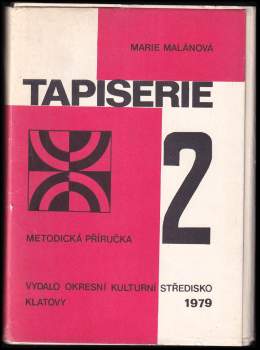 MARIE MALÁNOVÁ
TAPISERIE
2
METODICKÁ PŘÍRUČKA
VYDALO OKRESNÍ KULTURNÍ STŘEDISKO
KLATOVY 1979